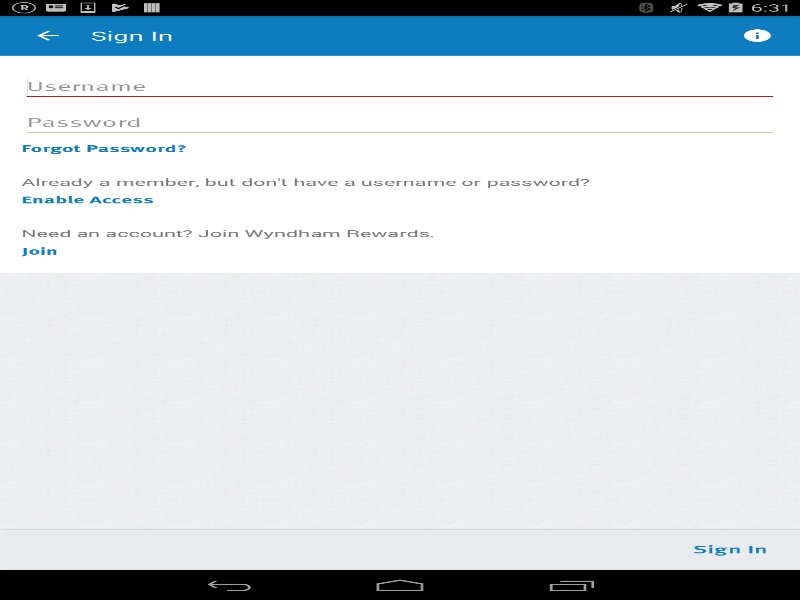 R
6:31
Sign In
Username
Password
Forgot Password?
Already a member, but don't have a username or password?
Enable Access
Need an account? Join Wyndham Rewards.
Join
Sign In